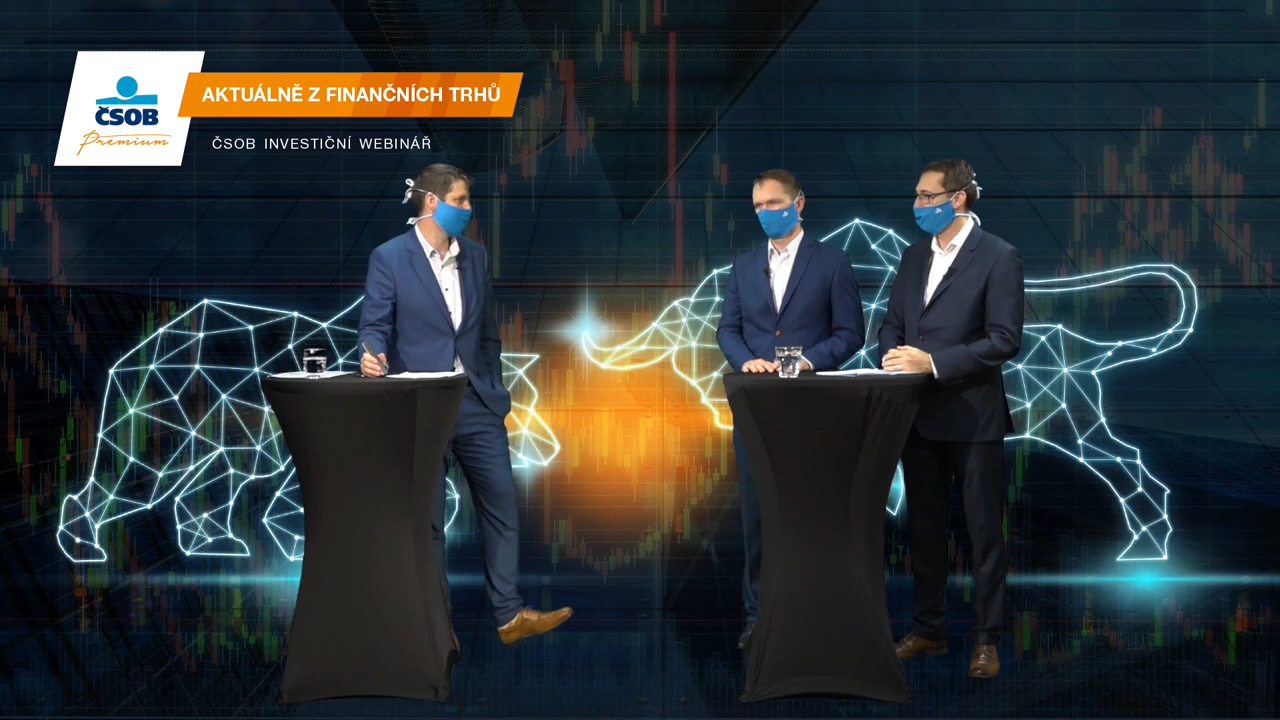 AKTUÁLNĚ Z FINANČNÍCH TRHŮ
ČSOB
Premium
ČSOB INVESTIČNÍ WEBINÁŘ